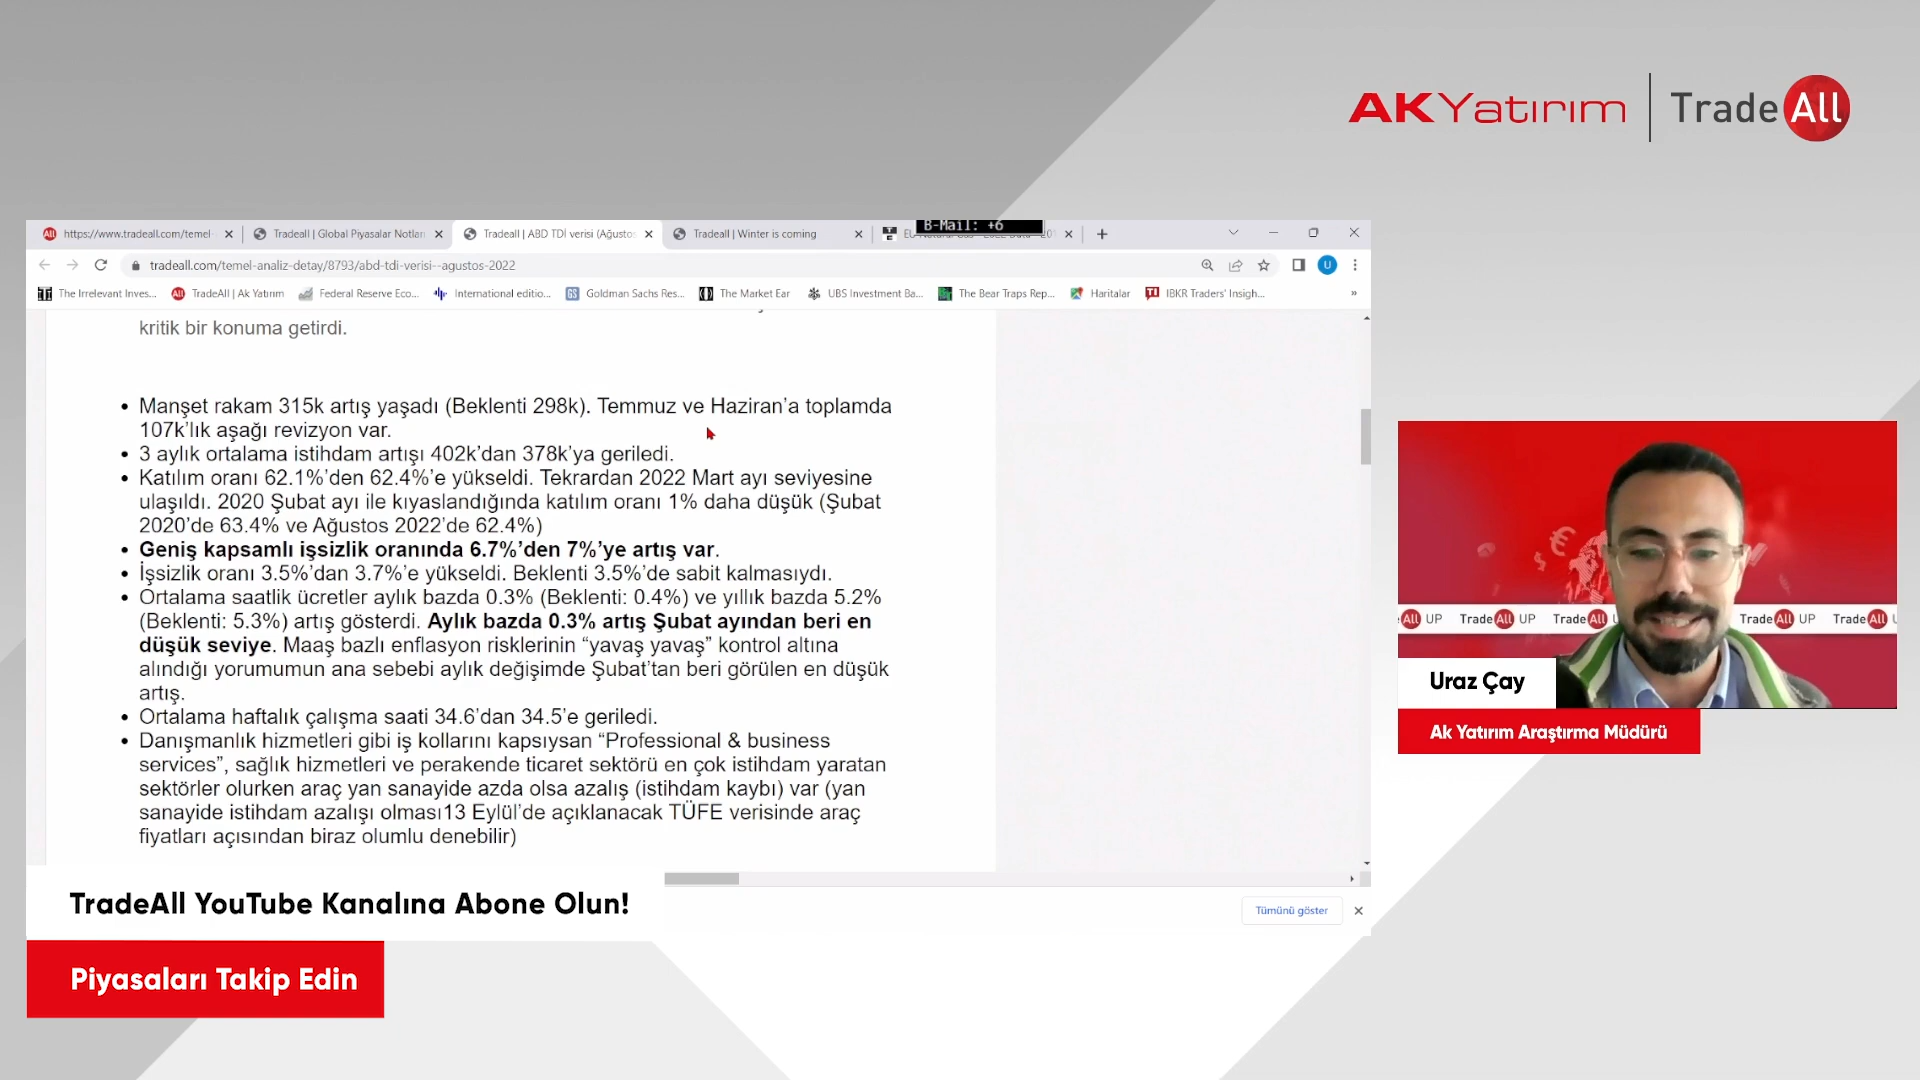 AKYatırım | TradeAll
https://www.tradeall.com/temel-
Tradeall | Global Piyasalar Notları
Tradeall | ABD TDI verisi (Ağustos
Tradeall | Winter is coming
B-Mail: +6
tradeall.com/temel-analiz-detay/8793/abd-tdi-verisi--agustos-2022
U
The Irrelevant Inves... TradeAll | Ak Yatırım Federal Reserve Eco... International editio... Goldman Sachs Res... The Market Ear UBS Investment Ba... The Bear Traps Rep... Haritalar IBKR Traders' Insigh... »
kritik bir konuma getirdi.
• Manşet rakam 315k artış yaşadı (Beklenti 298k). Temmuz ve Haziran’a toplamda
107k’lık aşağı revizyon var.
• 3 aylık ortalama istihdam artışı 402k’dan 378k’ya geriledi.
• Katılım oranı 62.1%’den 62.4%’e yükseldi. Tekrardan 2022 Mart ayı seviyesine
ulaşıldı. 2020 Şubat ayı ile kıyaslandığında katılım oranı 1% daha düşük (Şubat
2020’de 63.4% ve Ağustos 2022’de 62.4%)
• Geniş kapsamlı işsizlik oranında 6.7%’den 7%’ye artış var.
• İşsizlik oranı 3.5%’dan 3.7%’e yükseldi. Beklenti 3.5%’de sabit kalmasıydı.
• Ortalama saatlik ücretler aylık bazda 0.3% (Beklenti: 0.4%) ve yıllık bazda 5.2%
(Beklenti: 5.3%) artış gösterdi. Aylık bazda 0.3% artış Şubat ayından beri en
düşük seviye. Maaş bazlı enflasyon risklerinin “yavaş yavaş” kontrol altına
alındığı yorumumun ana sebebi aylık değişimde Şubat’tan beri görülen en düşük
artış.
• Ortalama haftalık çalışma saati 34.6’dan 34.5’e geriledi.
• Danışmanlık hizmetleri gibi iş kollarını kapsıysan “Professional & business
services”, sağlık hizmetleri ve perakende ticaret sektörü en çok istihdam yaratan
sektörler olurken araç yan sanayide azda olsa azalış (istihdam kaybı) var (yan
sanayide istihdam azalışı olması13 Eylül’de açıklanacak TÜFE verisinde araç
fiyatları açısından biraz olumlu denebilir)
All UP TradeAll UP TradeAll TradeAll UP TradeAll
Uraz Çay
Ak Yatırım Araştırma Müdürü
TradeAll YouTube Kanalına Abone Olun!
Tümünü göster
Piyasaları Takip Edin